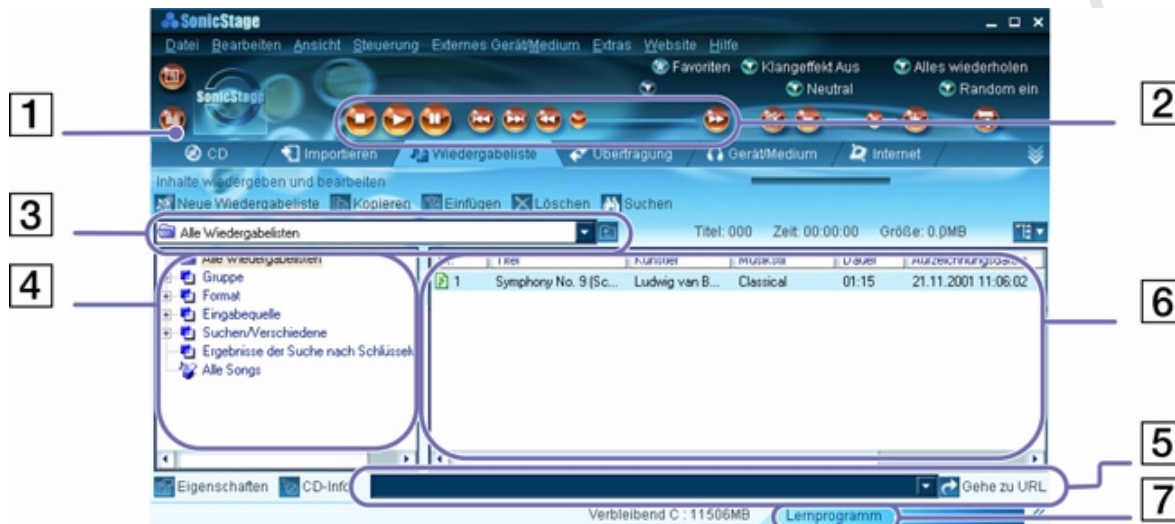 SonicStage
Datei Bearbeiten Ansicht Steuerung Externes Gerät/Medium Extras Website Hilfe
Favoriten Klangeffekt Aus Alles wiederholen
Neutral Random ein
SonicStage
1
2
CD Importieren Wiedergabeliste Übertragung Gerät/Medium Internet
Inhalte wiedergeben und bearbeiten
Neue Wiedergabeliste Kopieren Einfügen Löschen Suchen
3
Alle Wiedergabelisten Titel: 000 Zeit: 00:00:00 Größe: 0.0MB
4
Alle Wiedergabelisten
Gruppe
Format
Eingabequelle
Suchen/Verschiedene
Ergebnisse der Suche nach Schlüssel
Alle Songs
Titel Künstler Musikstil Dauer Aufzeichnungsdat
1 Symphony No. 9 (Sc... Ludwig van B... Classical 01:15 21.11.2001 11:06:02
6
5
Eigenschaften CD-Info Gehe zu URL
7
Verbleibend C : 11506MB Lernprogramm